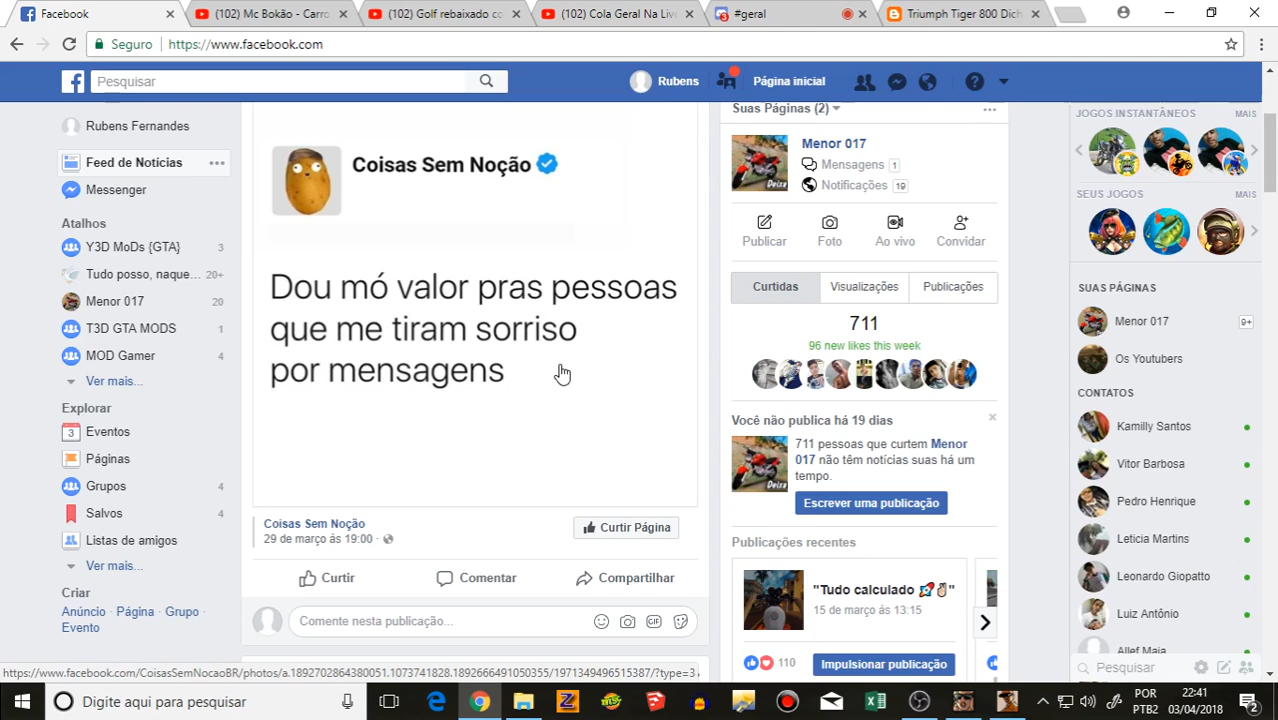 Facebook
(102) Mc Bokão - Carro
(102) Golf rebaixado co
(102) Cola Geral Na Live
#geral
Triumph Tiger 800 Dich
Seguro https://www.facebook.com
Pesquisar
Rubens
Página inicial
Rubens Fernandes
Feed de Notícias
Messenger
Atalhos
Y3D MoDs {GTA} 3
Tudo posso, naque... 20+
Menor 017 20
T3D GTA MODS 1
MOD Gamer 4
Ver mais...
Explorar
3 Eventos
Páginas
Grupos 4
Salvos 4
Listas de amigos
Ver mais...
Criar
Anúncio · Página · Grupo ·
Evento
Coisas Sem Noção
Dou mó valor pras pessoas
que me tiram sorriso
por mensagens
Coisas Sem Noção
29 de março às 19:00 ·
Curtir Página
Curtir Comentar Compartilhar
Comente nesta publicação...
GIF
Suas Páginas (2)
Menor 017
Mensagens 1
Notificações 19
Deixa
Publicar Foto Ao vivo Convidar
Curtidas Visualizações Publicações
711
96 new likes this week
Você não publica há 19 dias
711 pessoas que curtem Menor
017 não têm notícias suas há um
tempo.
Deixa
Escrever uma publicação
Publicações recentes
"Tudo calculado "
15 de março às 13:15
110
Impulsionar publicação
JOGOS INSTANTÂNEOS MAIS
SEUS JOGOS MAIS
SUAS PÁGINAS
Menor 017 9+
Os Youtubers
CONTATOS
Kamilly Santos
Vitor Barbosa
Pedro Henrique
Leticia Martins
Leonardo Giopatto
Luiz Antônio
Allef Maia
Pesquisar
https://www.facebook.com/CoisasSemNocaoBR/photos/a.1892702864380051.1073741828.1892666491050355/1971349496515387/?type=3...
Digite aqui para pesquisar
POR
PTB2
22:41
03/04/2018
2